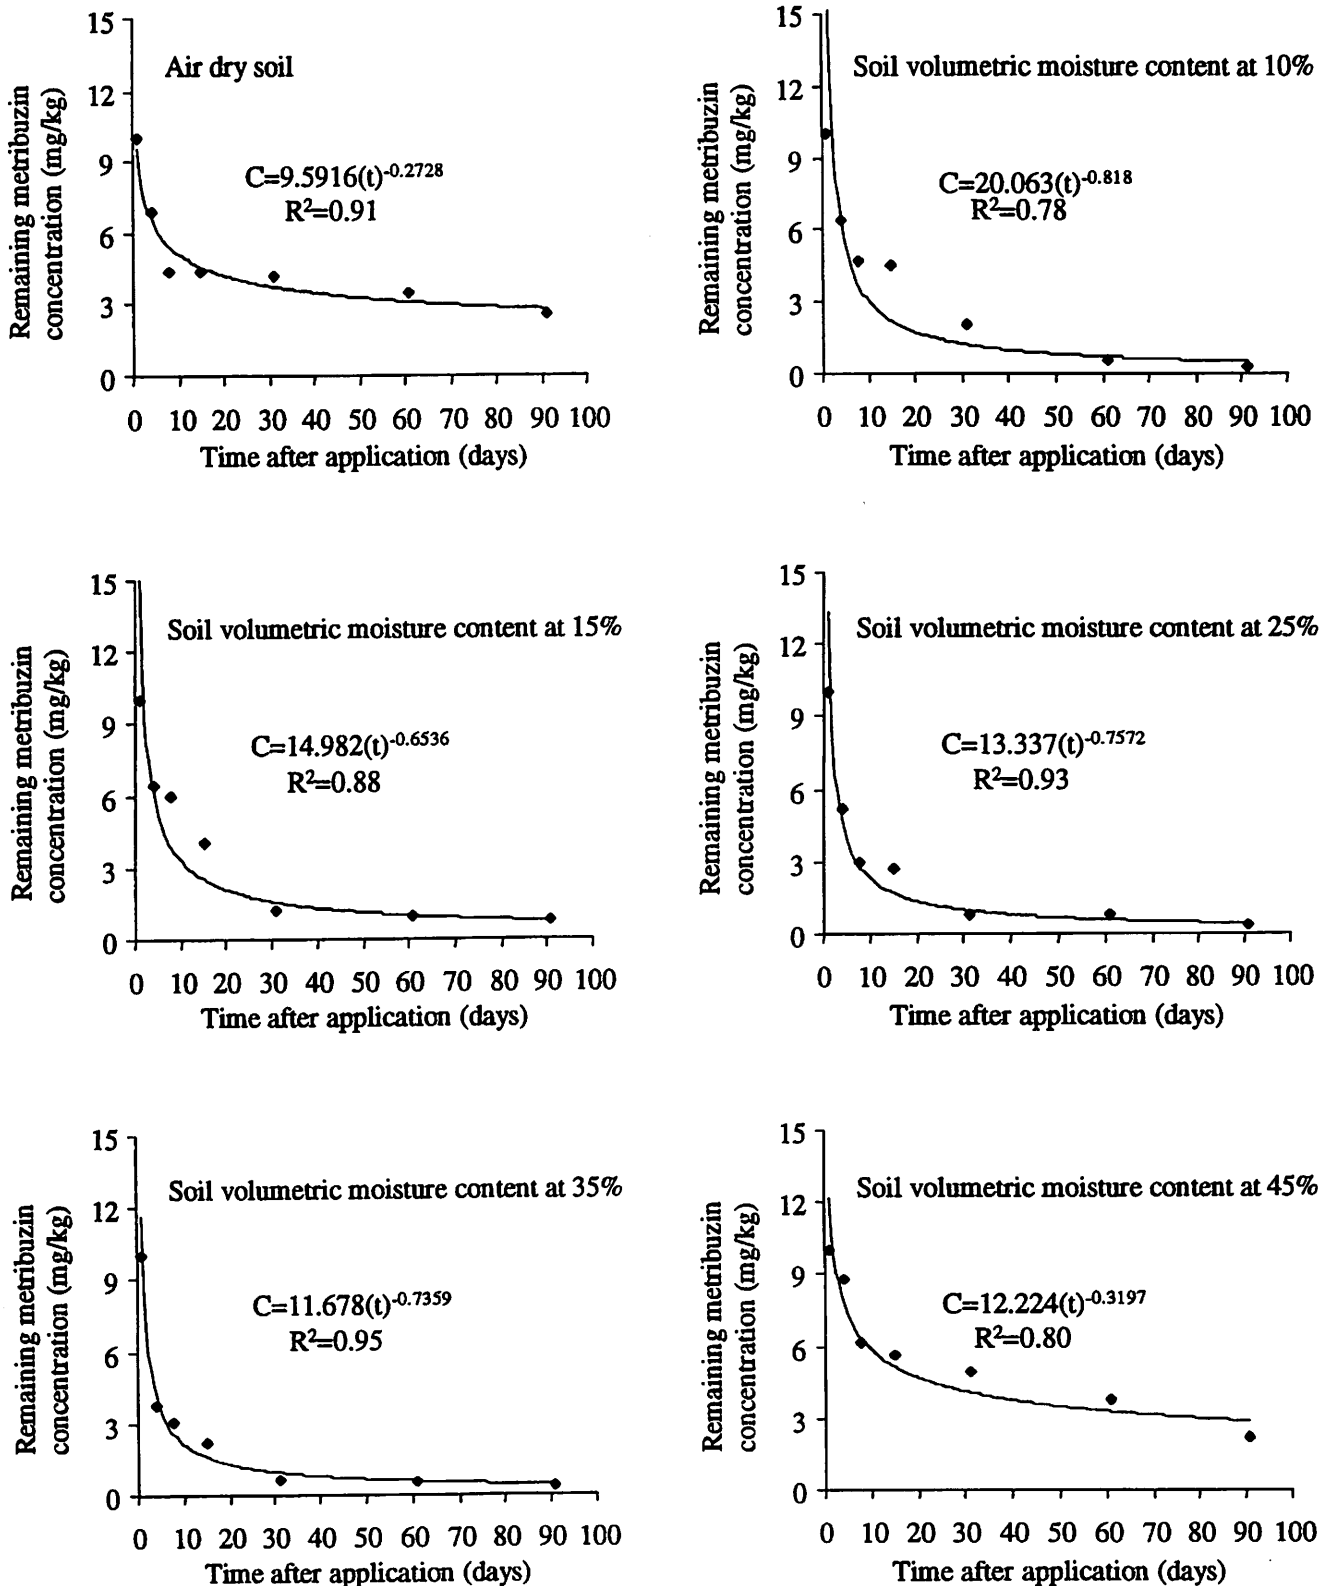 Air dry soil
C=9.5916(t)-0.2728
R2=0.91
Remaining metribuzin
concentration (mg/kg)
15
12
9
6
3
0
0 10 20 30 40 50 60 70 80 90 100
Time after application (days)
Soil volumetric moisture content at 10%
C=20.063(t)-0.818
R2=0.78
Remaining metribuzin
concentration (mg/kg)
15
12
9
6
3
0
0 10 20 30 40 50 60 70 80 90 100
Time after application (days)
Soil volumetric moisture content at 15%
C=14.982(t)-0.6536
R2=0.88
Remaining metribuzin
concentration (mg/kg)
15
12
9
6
3
0
0 10 20 30 40 50 60 70 80 90 100
Time after application (days)
Soil volumetric moisture content at 25%
C=13.337(t)-0.7572
R2=0.93
Remaining metribuzin
concentration (mg/kg)
15
12
9
6
3
0
0 10 20 30 40 50 60 70 80 90 100
Time after application (days)
Soil volumetric moisture content at 35%
C=11.678(t)-0.7359
R2=0.95
Remaining metribuzin
concentration (mg/kg)
15
12
9
6
3
0
0 10 20 30 40 50 60 70 80 90 100
Time after application (days)
Soil volumetric moisture content at 45%
C=12.224(t)-0.3197
R2=0.80
Remaining metribuzin
concentration (mg/kg)
15
12
9
6
3
0
0 10 20 30 40 50 60 70 80 90 100
Time after application (days)